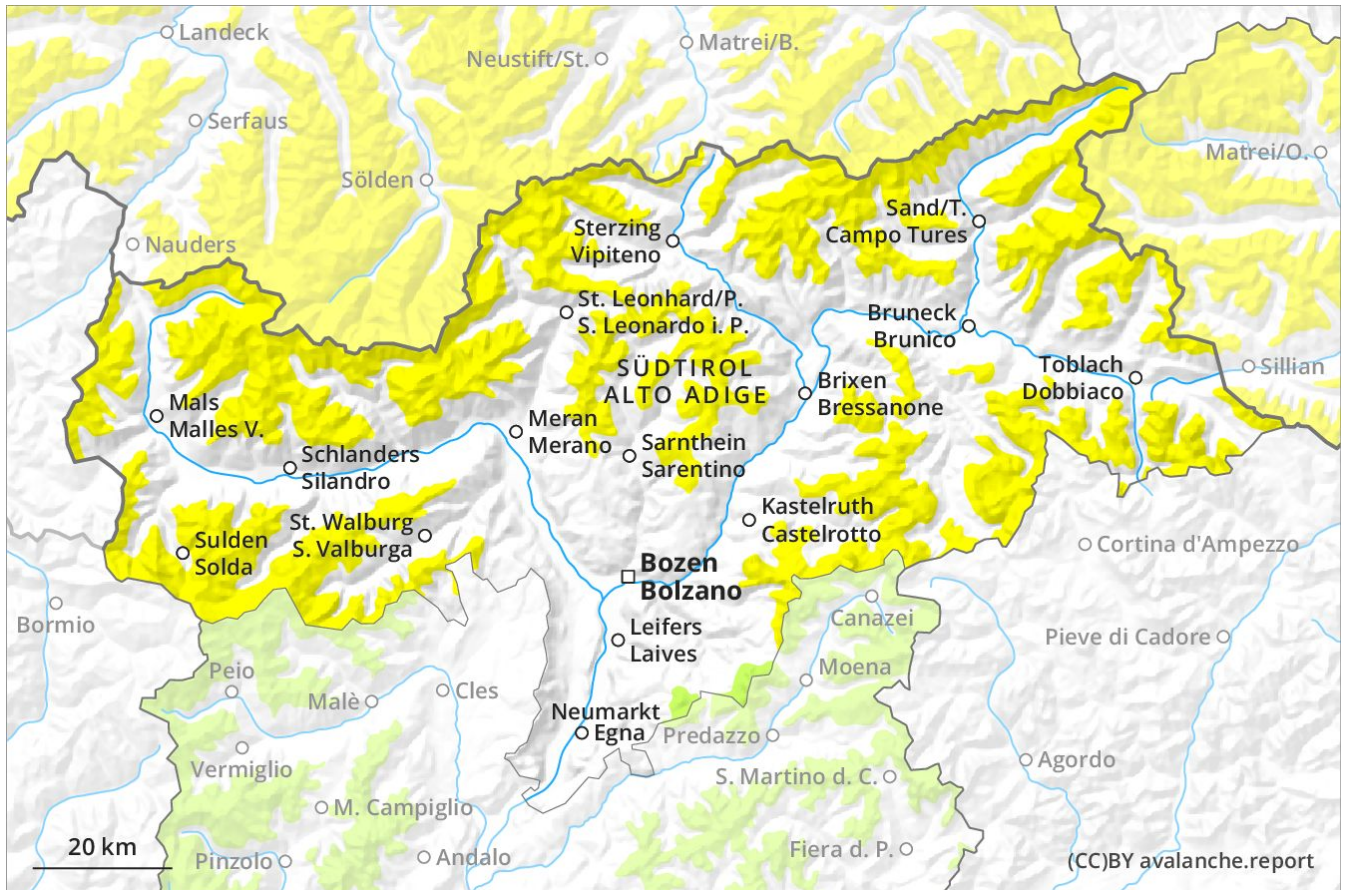 Landeck
Neustift/St.
Matrei/B.
Serfaus
Matrei/O.
Sölden
Sand/T.
Campo Tures
Nauders
Sterzing
Vipiteno
St. Leonhard/P.
S. Leonardo i. P.
Bruneck
Brunico
SÜDTIROL
ALTO ADIGE
Toblach
Dobbiaco
Sillian
Brixen
Bressanone
Mals
Malles V.
Meran
Merano
Sarnthein
Sarentino
Schlanders
Silandro
Kastelruth
Castelrotto
St. Walburg
S. Valburga
Sulden
Solda
Cortina d'Ampezzo
Bozen
Bolzano
Bormio
Canazei
Leifers
Laives
Pieve di Cadore
Peio
Moena
Malè
Cles
Neumarkt
Egna
Predazzo
Vermiglio
Agordo
S. Martino d. C.
M. Campiglio
20 km
Pinzolo
Andalo
Fiera d. P.
(CC)BY avalanche.report